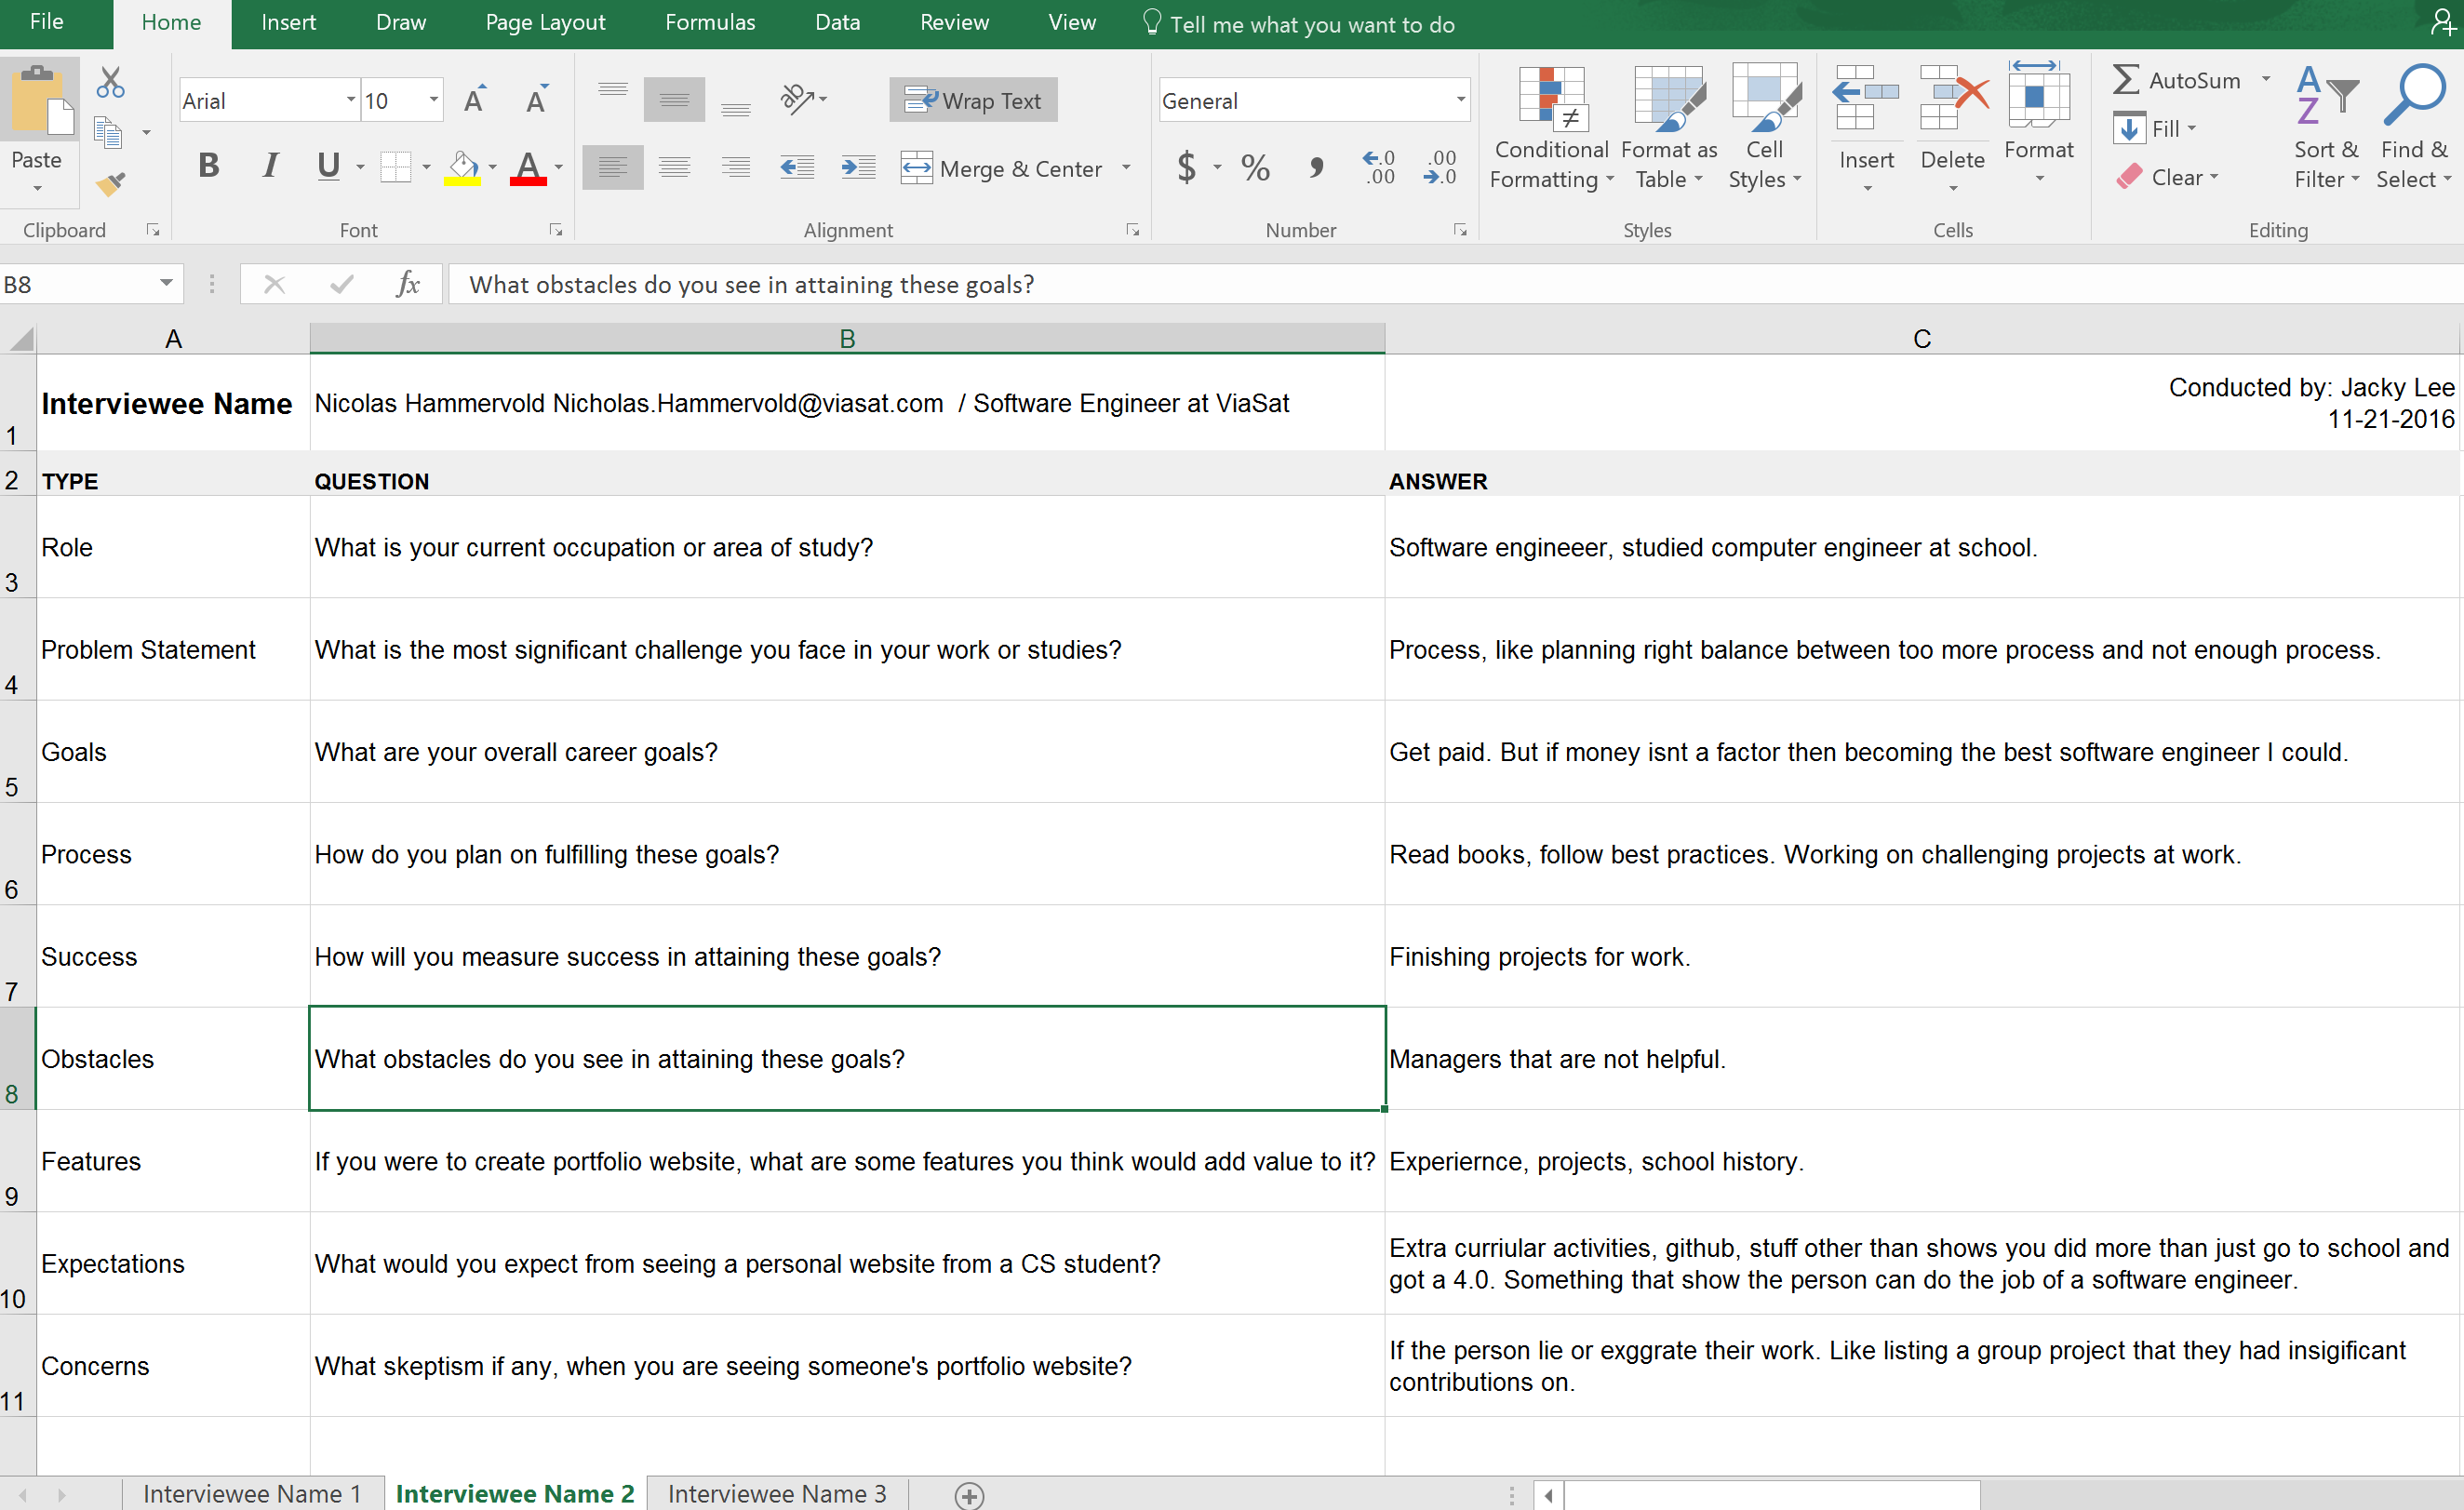 File Home Insert Draw Page Layout Formulas Data Review View Tell me what you want to do
Arial 10 Wrap Text General AutoSum
Fill
Paste B I U A Merge & Center $ % Conditional Formatting Format as Table Cell Styles Insert Delete Format Clear Sort & Filter Find & Select
Clipboard Font Alignment Number Styles Cells Editing
B8 fx What obstacles do you see in attaining these goals?
A B C
1 Interviewee Name Nicolas Hammervold Nicholas.Hammervold@viasat.com / Software Engineer at ViaSat Conducted by: Jacky Lee
11-21-2016
2 TYPE QUESTION ANSWER
3 Role What is your current occupation or area of study? Software engineeer, studied computer engineer at school.
4 Problem Statement What is the most significant challenge you face in your work or studies? Process, like planning right balance between too more process and not enough process.
5 Goals What are your overall career goals? Get paid. But if money isnt a factor then becoming the best software engineer I could.
6 Process How do you plan on fulfilling these goals? Read books, follow best practices. Working on challenging projects at work.
7 Success How will you measure success in attaining these goals? Finishing projects for work.
8 Obstacles What obstacles do you see in attaining these goals? Managers that are not helpful.
9 Features If you were to create portfolio website, what are some features you think would add value to it? Experiernce, projects, school history.
10 Expectations What would you expect from seeing a personal website from a CS student? Extra curriular activities, github, stuff other than shows you did more than just go to school and
got a 4.0. Something that show the person can do the job of a software engineer.
11 Concerns What skeptism if any, when you are seeing someone's portfolio website? If the person lie or exggrate their work. Like listing a group project that they had insigificant
contributions on.
Interviewee Name 1 Interviewee Name 2 Interviewee Name 3